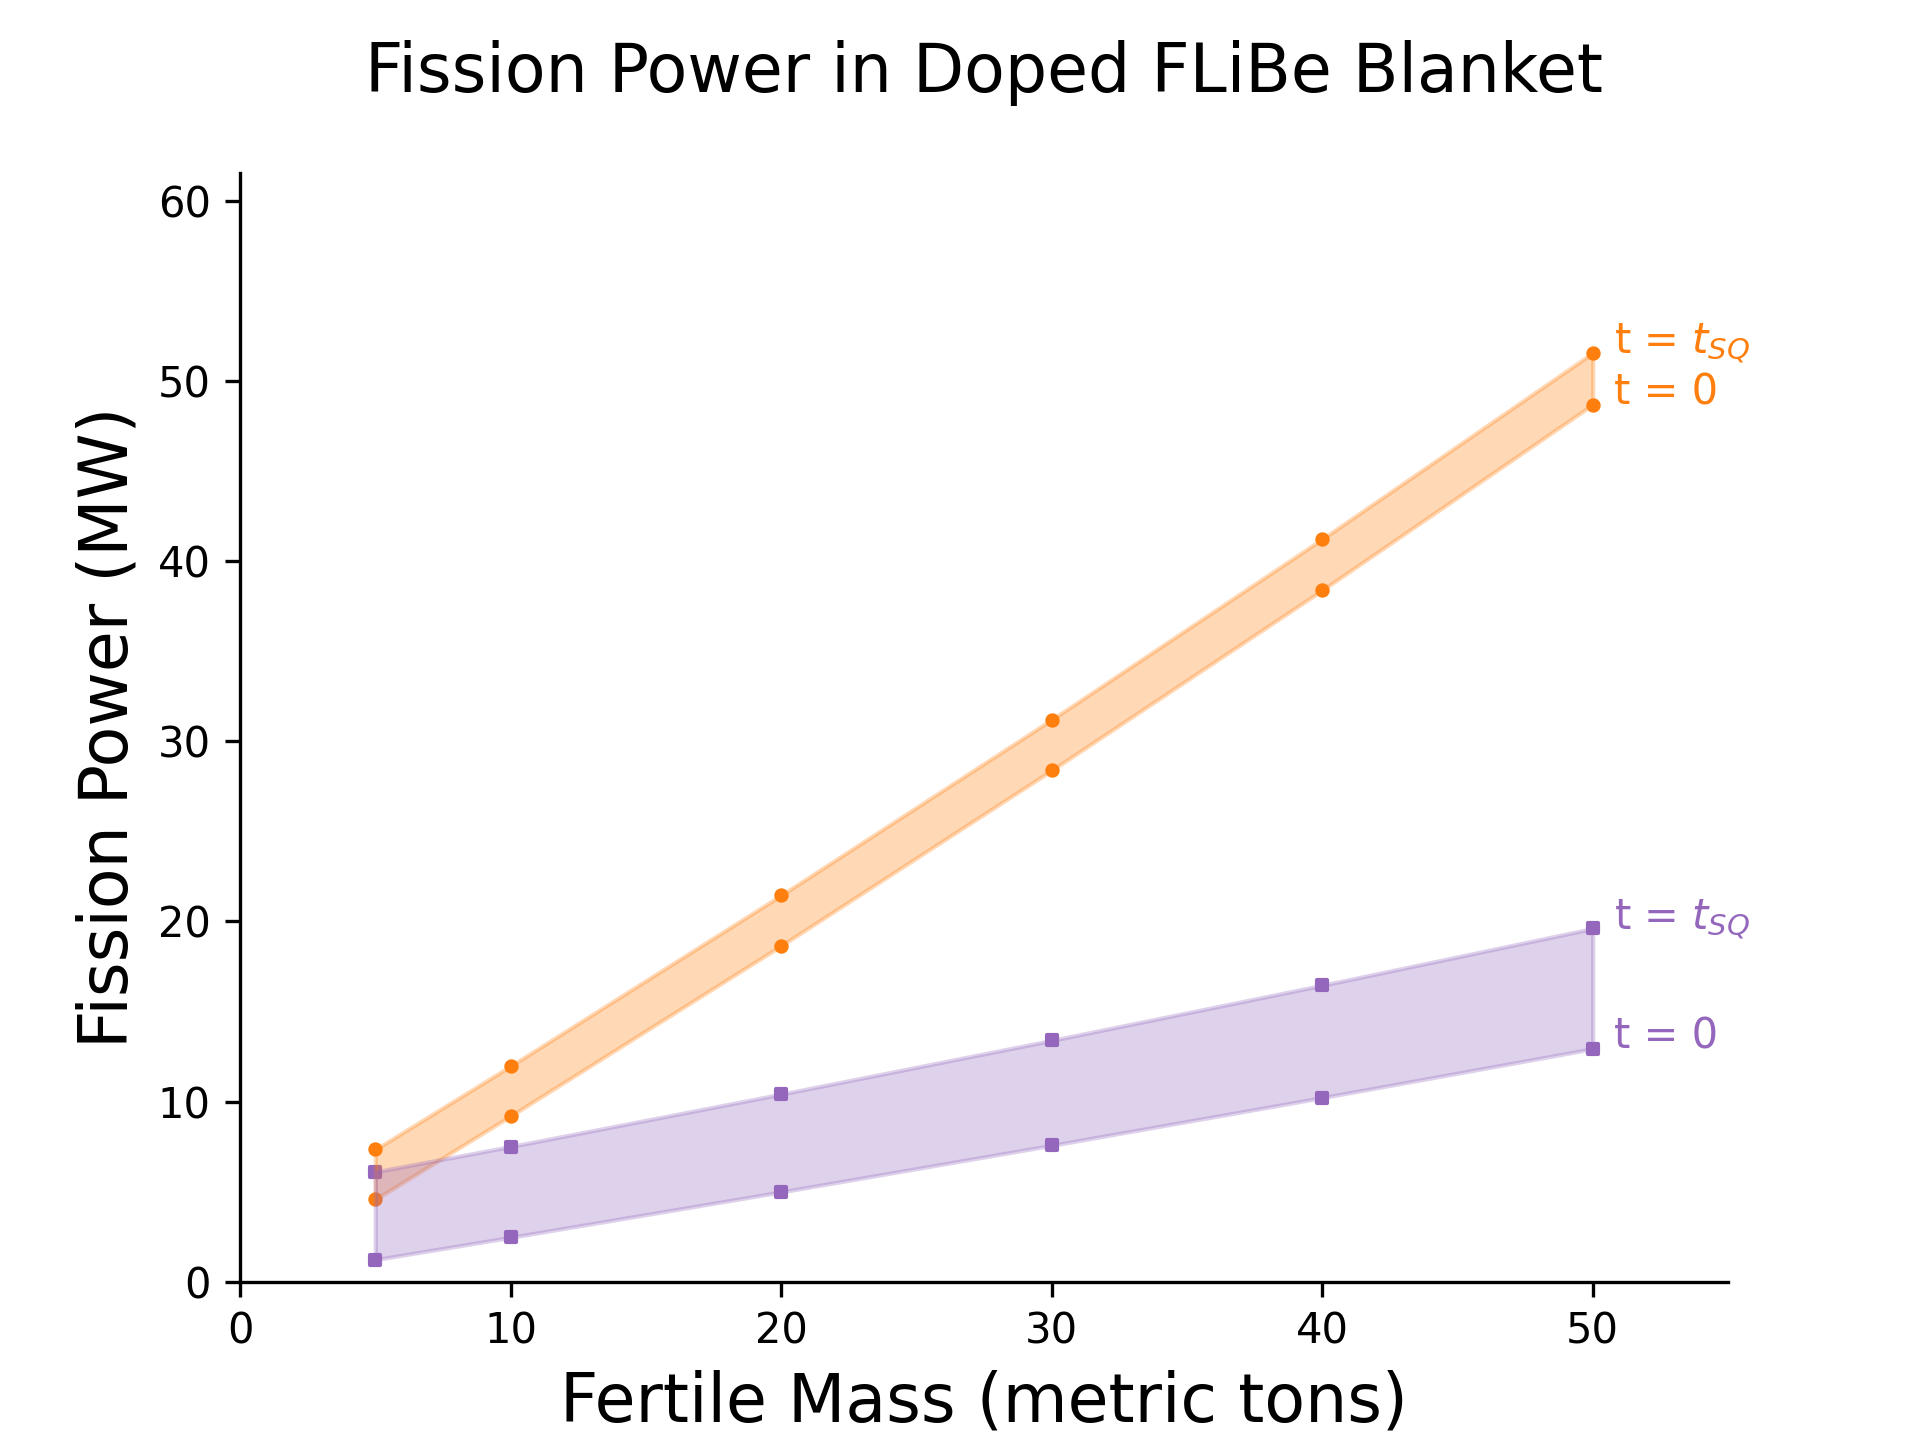 Fission Power in Doped FLiBe Blanket
Fission Power (MW)
60
50
40
30
20
10
0
t = t_SQ
t = 0
t = t_SQ
t = 0
0 10 20 30 40 50
Fertile Mass (metric tons)